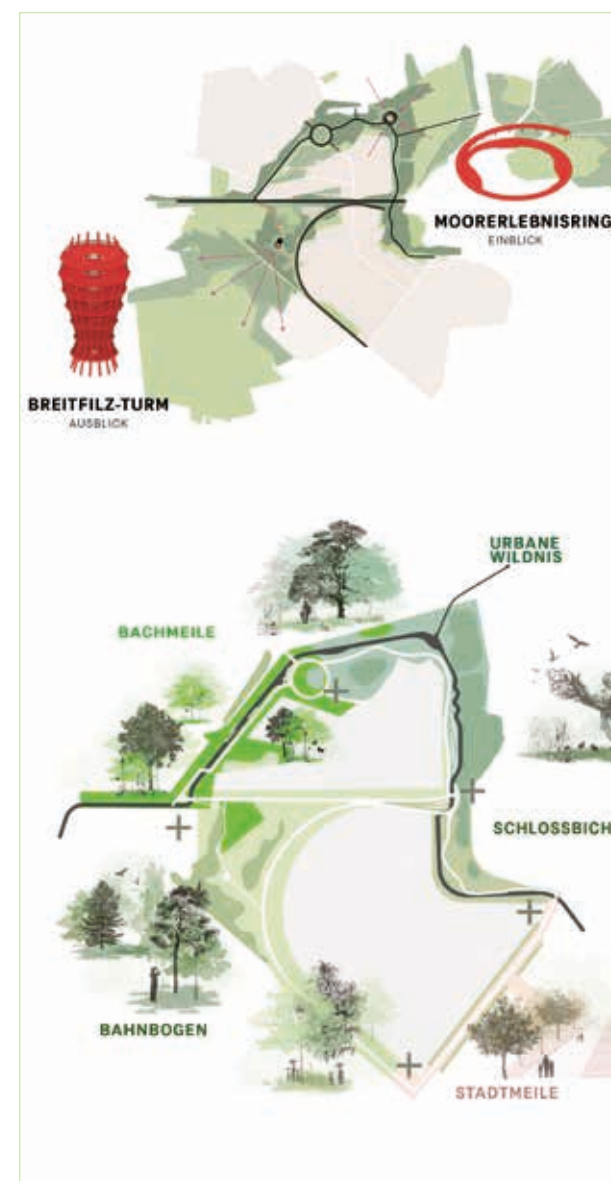 MOORERLEBNISRING
EINBLICK
BREITFILZ-TURM
AUSBLICK
URBANE
WILDNIS
BACHMEILE
SCHLOSSBICH
BAHNBOGEN
STADTMEILE